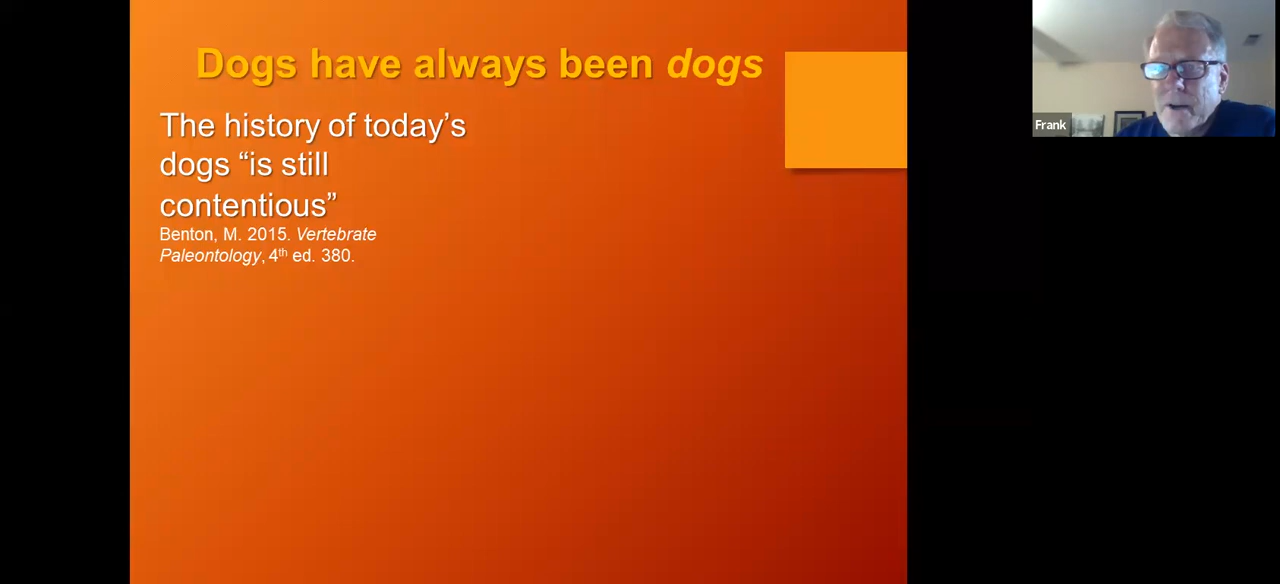 Dogs have always been dogs
The history of today’s
dogs “is still
contentious”
Benton, M. 2015. Vertebrate
Paleontology, 4th ed. 380.
Frank